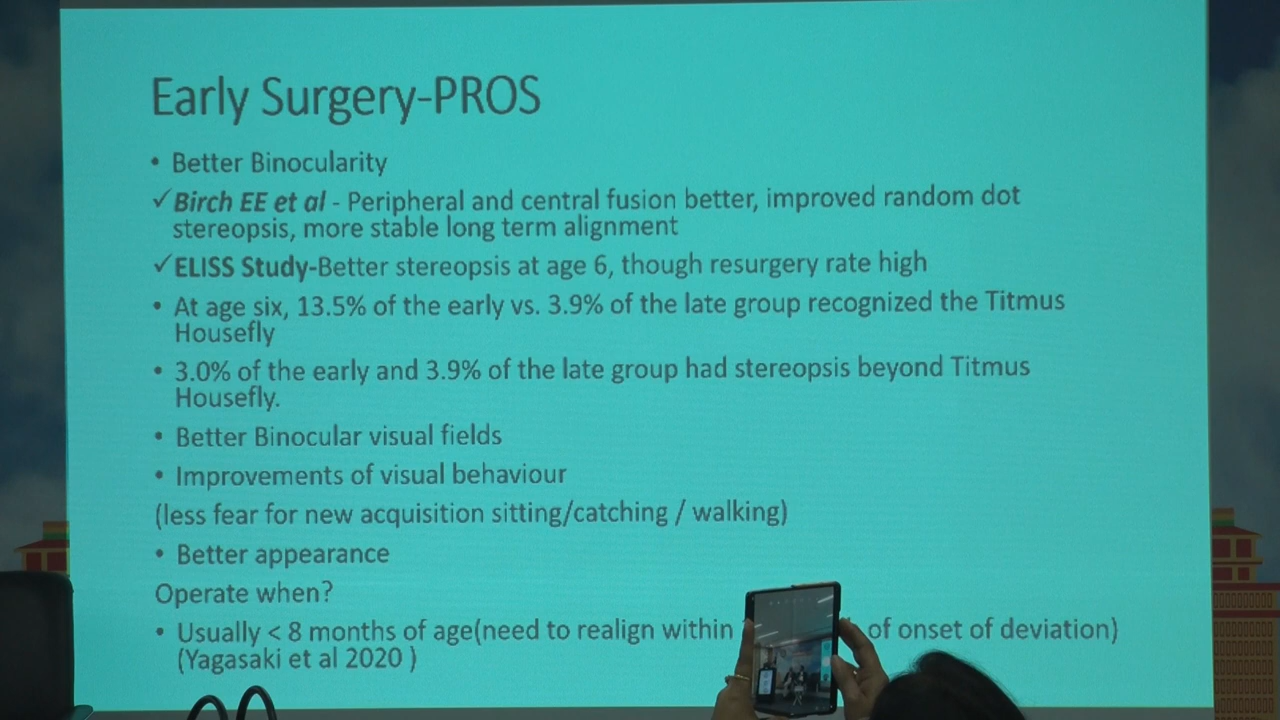 Early Surgery-PROS
• Better Binocularity
✓Birch EE et al - Peripheral and central fusion better, improved random dot
stereopsis, more stable long term alignment
✓ELISS Study-Better stereopsis at age 6, though resurgery rate high
• At age six, 13.5% of the early vs. 3.9% of the late group recognized the Titmus
Housefly
• 3.0% of the early and 3.9% of the late group had stereopsis beyond Titmus
Housefly.
• Better Binocular visual fields
• Improvements of visual behaviour
(less fear for new acquisition sitting/catching / walking)
• Better appearance
Operate when?
• Usually < 8 months of age(need to realign within of onset of deviation)
(Yagasaki et al 2020 )